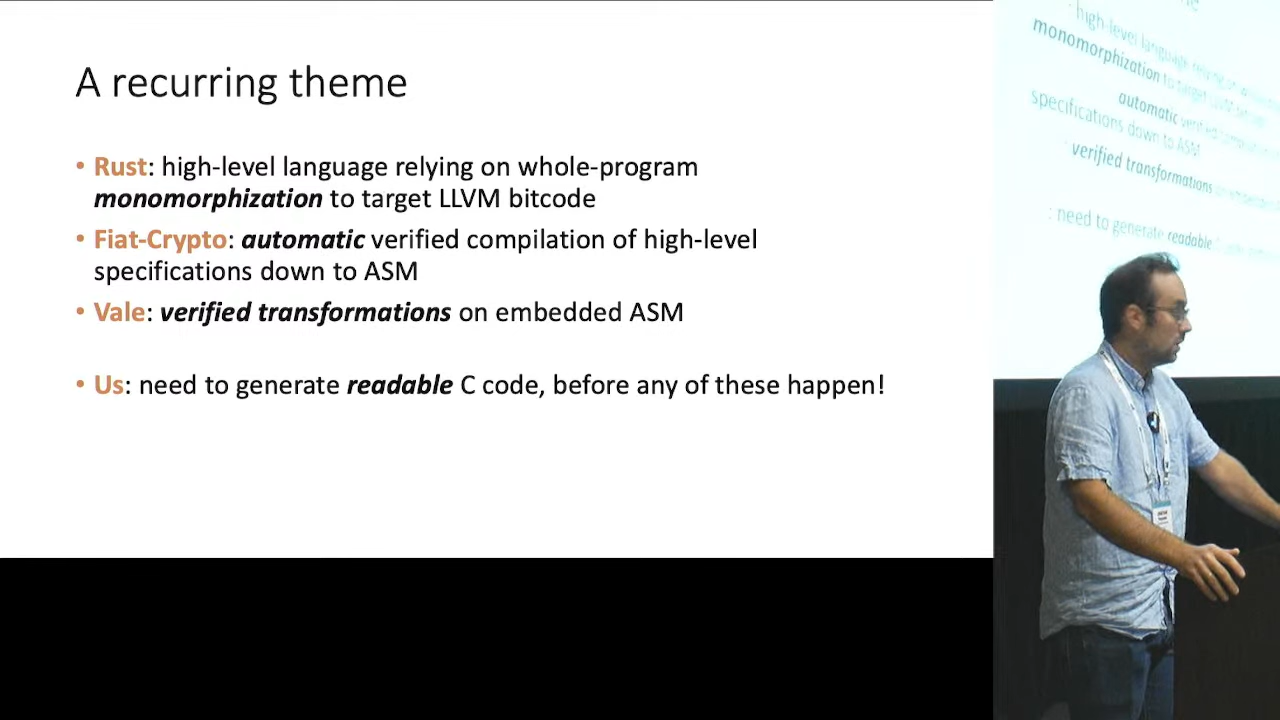 A recurring theme
• Rust: high-level language relying on whole-program
monomorphization to target LLVM bitcode
• Fiat-Crypto: automatic verified compilation of high-level
specifications down to ASM
• Vale: verified transformations on embedded ASM
• Us: need to generate readable C code, before any of these happen!
: high-level language relying on
monomorphization to target LLVM
automatic verified
specifications down to ASM
: verified transformations
: need to generate readable